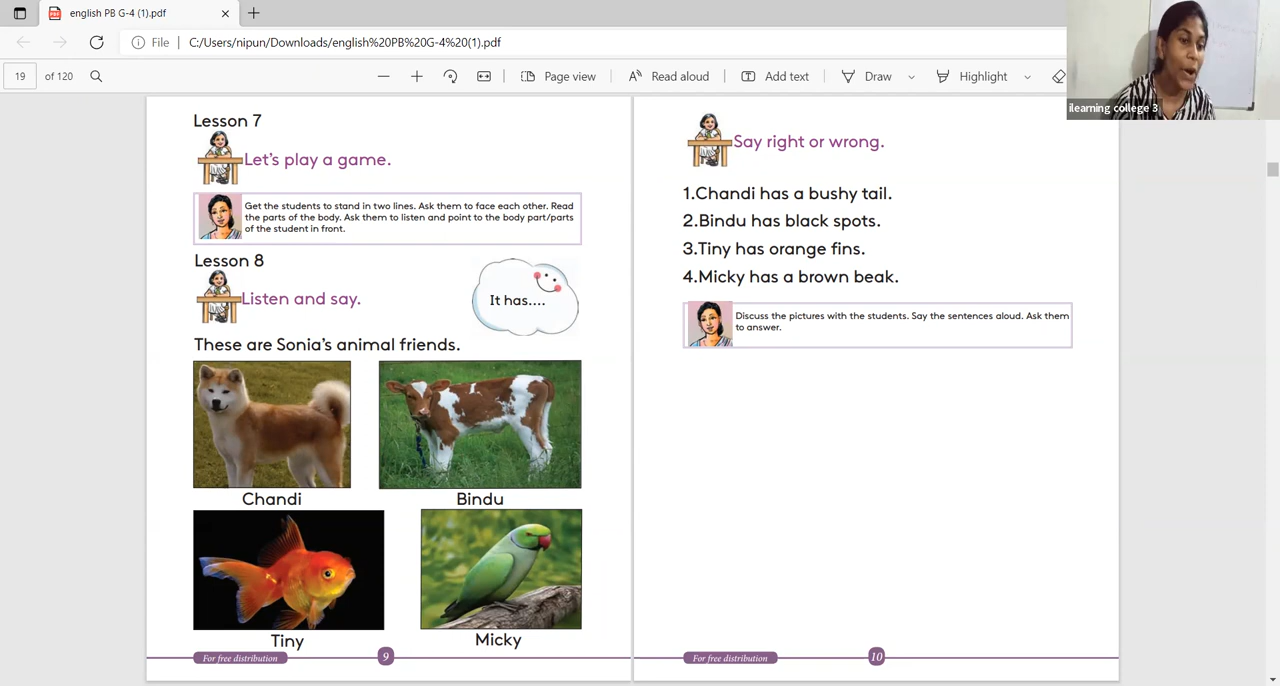 english PB G-4 (1).pdf
File
C:/Users/nipun/Downloads/english%20PB%20G-4%20(1).pdf
19 of 120
Page view
Read aloud
Add text
Draw
Highlight
ilearning college 3
Lesson 7
Let's play a game.
Get the students to stand in two lines. Ask them to face each other. Read
the parts of the body. Ask them to listen and point to the body part/parts
of the student in front.
Lesson 8
Listen and say.
It has....
These are Sonia's animal friends.
Chandi
Bindu
Tiny
Micky
For free distribution
9
Say right or wrong.
1.Chandi has a bushy tail.
2.Bindu has black spots.
3.Tiny has orange fins.
4.Micky has a brown beak.
Discuss the pictures with the students. Say the sentences aloud. Ask them
to answer.
For free distribution
10